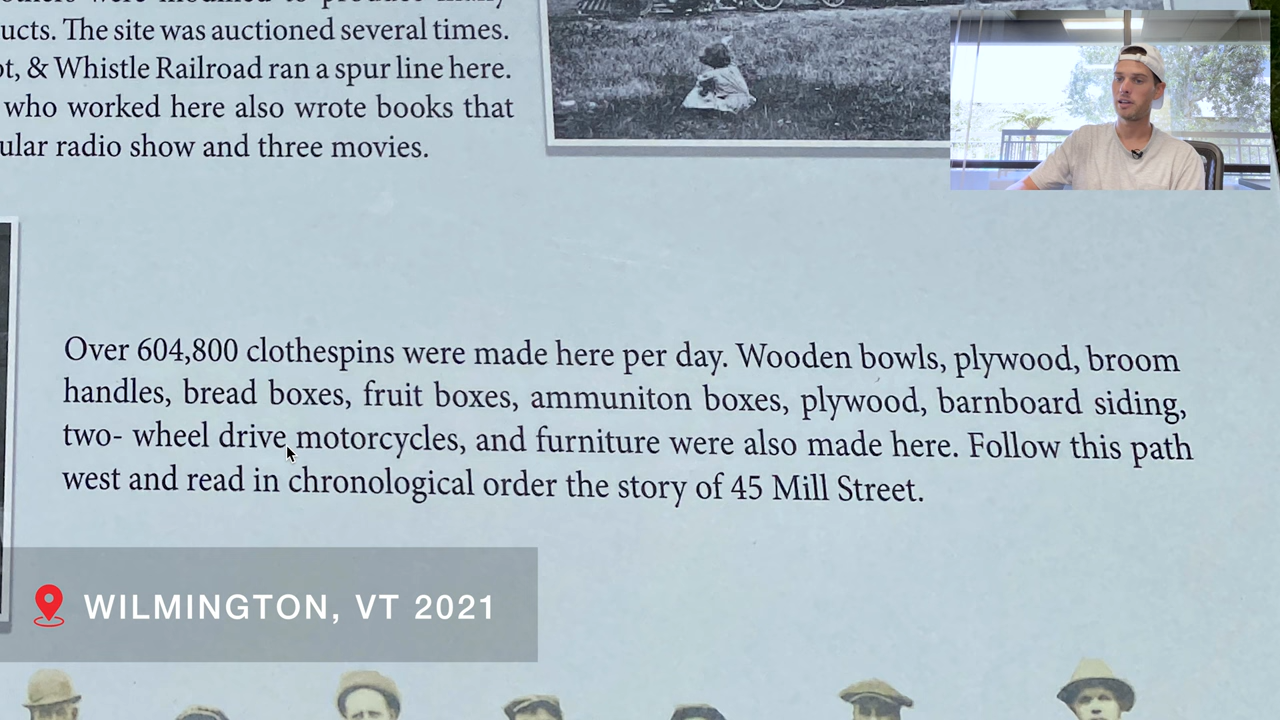 ucts. The site was auctioned several times.
ot, & Whistle Railroad ran a spur line here.
who worked here also wrote books that
ular radio show and three movies.
Over 604,800 clothespins were made here per day. Wooden bowls, plywood, broom
handles, bread boxes, fruit boxes, ammuniton boxes, plywood, barnboard siding,
two- wheel drive motorcycles, and furniture were also made here. Follow this path
west and read in chronological order the story of 45 Mill Street.
WILMINGTON, VT 2021